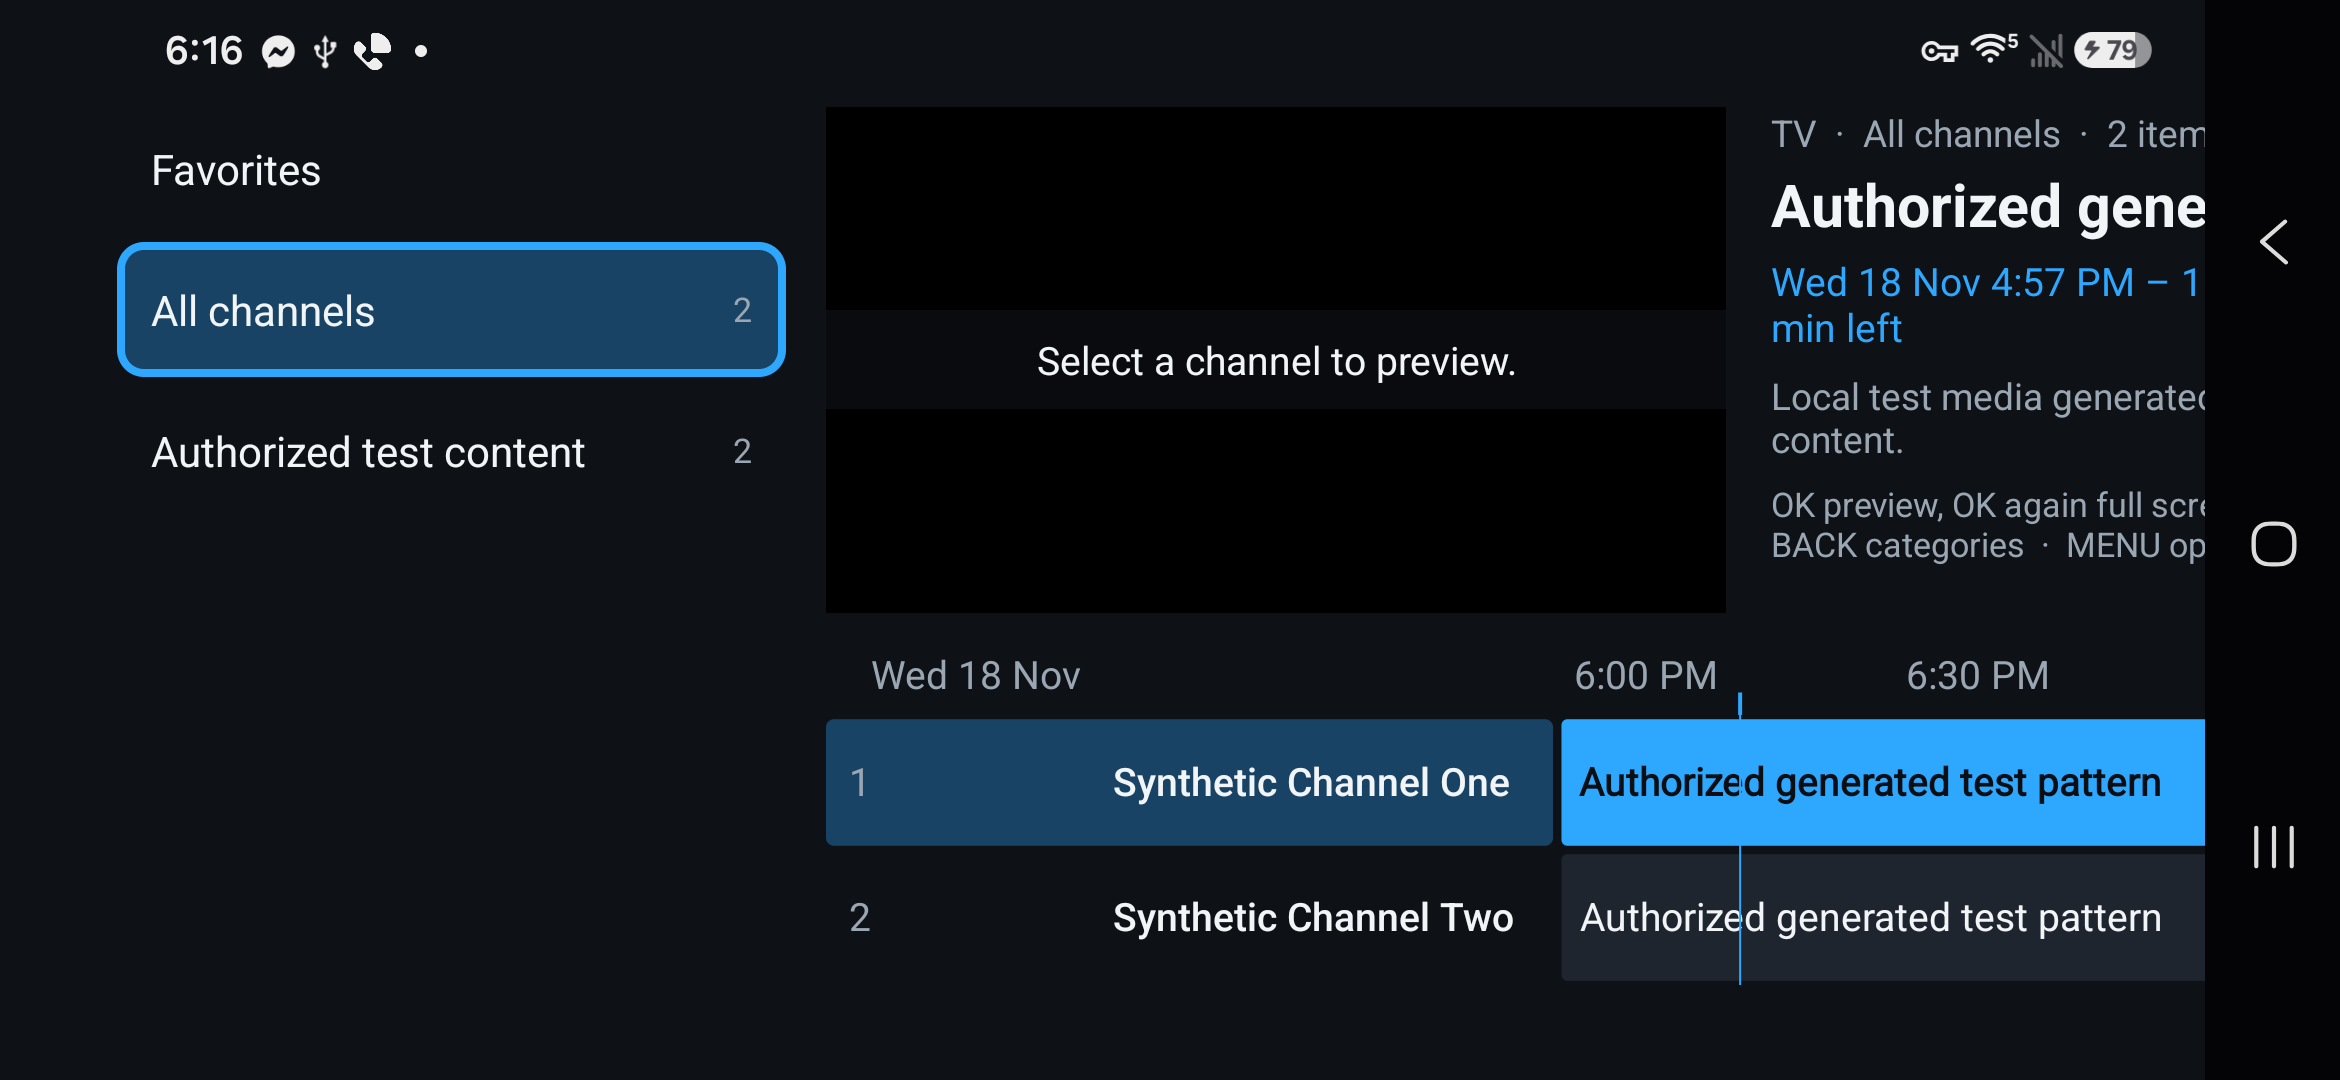 6:16
5
79
Favorites
All channels 2
Authorized test content 2
Select a channel to preview.
TV · All channels · 2 item
Authorized gene
Wed 18 Nov 4:57 PM – 1
min left
Local test media generated
content.
OK preview, OK again full scre
BACK categories · MENU op
Wed 18 Nov 6:00 PM 6:30 PM
1 Synthetic Channel One Authorized generated test pattern
2 Synthetic Channel Two Authorized generated test pattern